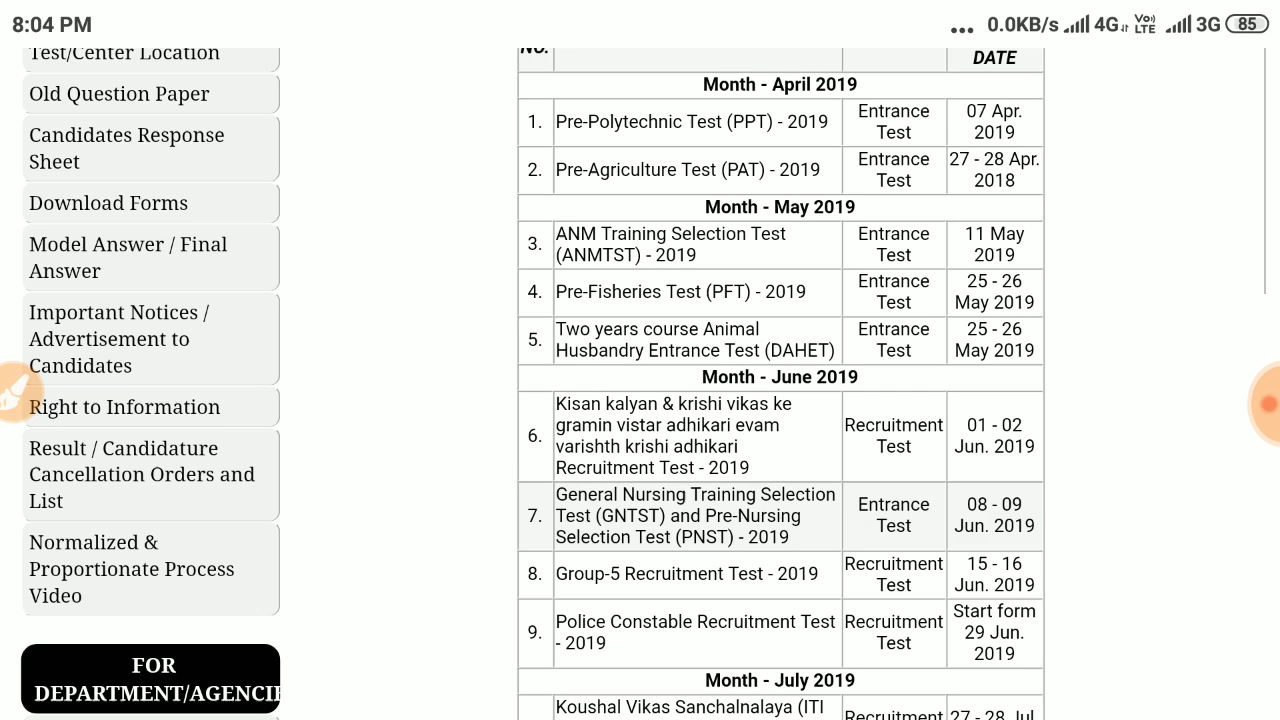 8:04 PM
... 0.0KB/s 4G Vo) LTE 3G 85
Test/Center Location
Old Question Paper
Candidates Response
Sheet
Download Forms
Model Answer / Final
Answer
Important Notices /
Advertisement to
Candidates
Right to Information
Result / Candidature
Cancellation Orders and
List
Normalized &
Proportionate Process
Video
FOR
DEPARTMENT/AGENCIE
NO.
DATE
Month - April 2019
1.
Pre-Polytechnic Test (PPT) - 2019
Entrance
Test
07 Apr.
2019
2.
Pre-Agriculture Test (PAT) - 2019
Entrance
Test
27 - 28 Apr.
2018
Month - May 2019
3.
ANM Training Selection Test
(ANMTST) - 2019
Entrance
Test
11 May
2019
4.
Pre-Fisheries Test (PFT) - 2019
Entrance
Test
25 - 26
May 2019
5.
Two years course Animal
Husbandry Entrance Test (DAHET)
Entrance
Test
25 - 26
May 2019
Month - June 2019
6.
Kisan kalyan & krishi vikas ke
gramin vistar adhikari evam
varishth krishi adhikari
Recruitment Test - 2019
Recruitment
Test
01 - 02
Jun. 2019
7.
General Nursing Training Selection
Test (GNTST) and Pre-Nursing
Selection Test (PNST) - 2019
Entrance
Test
08 - 09
Jun. 2019
8.
Group-5 Recruitment Test - 2019
Recruitment
Test
15 - 16
Jun. 2019
9.
Police Constable Recruitment Test
- 2019
Recruitment
Test
Start form
29 Jun.
2019
Month - July 2019
Koushal Vikas Sanchalnalaya (ITI
Recruitment
27 - 28 Jul